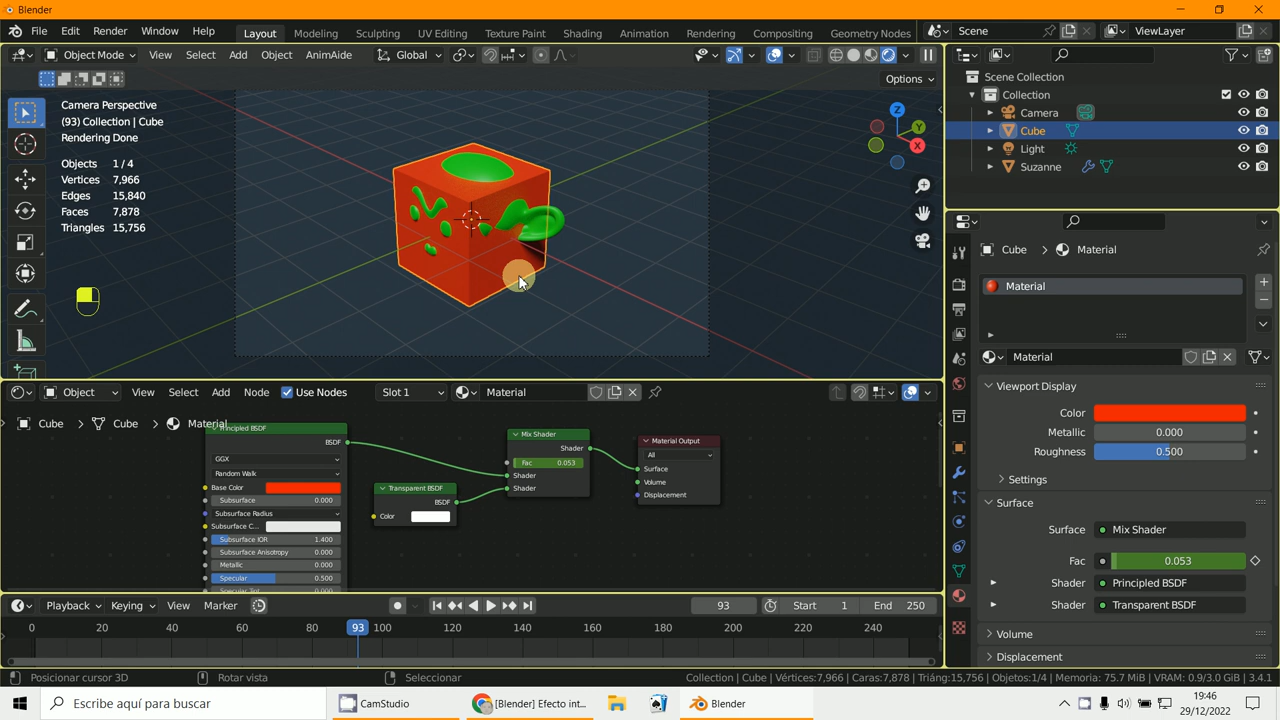 Blender
File Edit Render Window Help Layout Modeling Sculpting UV Editing Texture Paint Shading Animation Rendering Compositing Geometry Nodes Scene ViewLayer
Object Mode View Select Add Object AnimAide Global
Options
Camera Perspective
(93) Collection | Cube
Rendering Done
Objects 1 / 4
Vertices 7,966
Edges 15,840
Faces 7,878
Triangles 15,756
Z
Y
X
Scene Collection
Collection
Camera
Cube
Light
Suzanne
Cube Material
Material
Material
Viewport Display
Color
Metallic 0.000
Roughness 0.500
Settings
Surface
Surface Mix Shader
Fac 0.053
Shader Principled BSDF
Shader Transparent BSDF
Volume
Displacement
Object View Select Add Node Use Nodes Slot 1 Material
Cube Cube Material
Principled BSDF
BSDF
GGX
Random Walk
Base Color
Subsurface 0.000
Subsurface Radius
Subsurface C...
Subsurface IOR 1.400
Subsurface Anisotropy 0.000
Metallic 0.000
Specular 0.500
Transparent BSDF
BSDF
Color
Mix Shader
Shader
Fac 0.053
Shader
Shader
Material Output
All
Surface
Volume
Displacement
Playback Keying View Marker 93 Start 1 End 250
0 20 40 60 80 93 100 120 140 160 180 200 220 240
Posicionar cursor 3D Rotar vista Seleccionar Collection | Cube | Vértices:7,966 | Caras:7,878 | Triáng:15,756 | Objetos:1/4 | Memoria: 75.7 MiB | VRAM: 0.9/3.0 GiB | 3.4.1
Escribe aquí para buscar CamStudio [Blender] Efecto int... Blender
19:46
29/12/2022